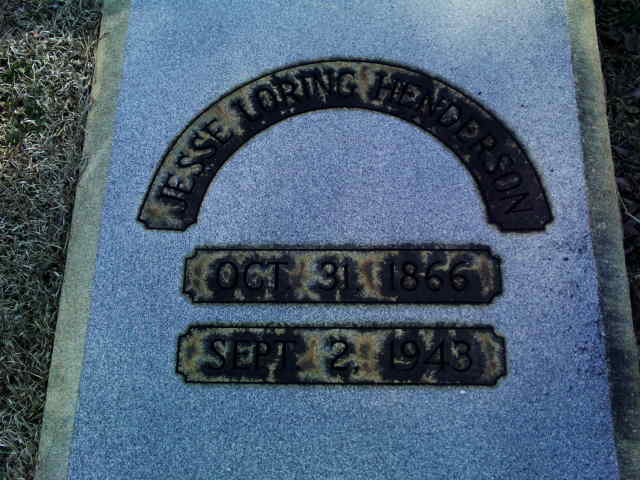 JESSE LORING HENDERSON
OCT. 31, 1866
SEPT. 2, 1943